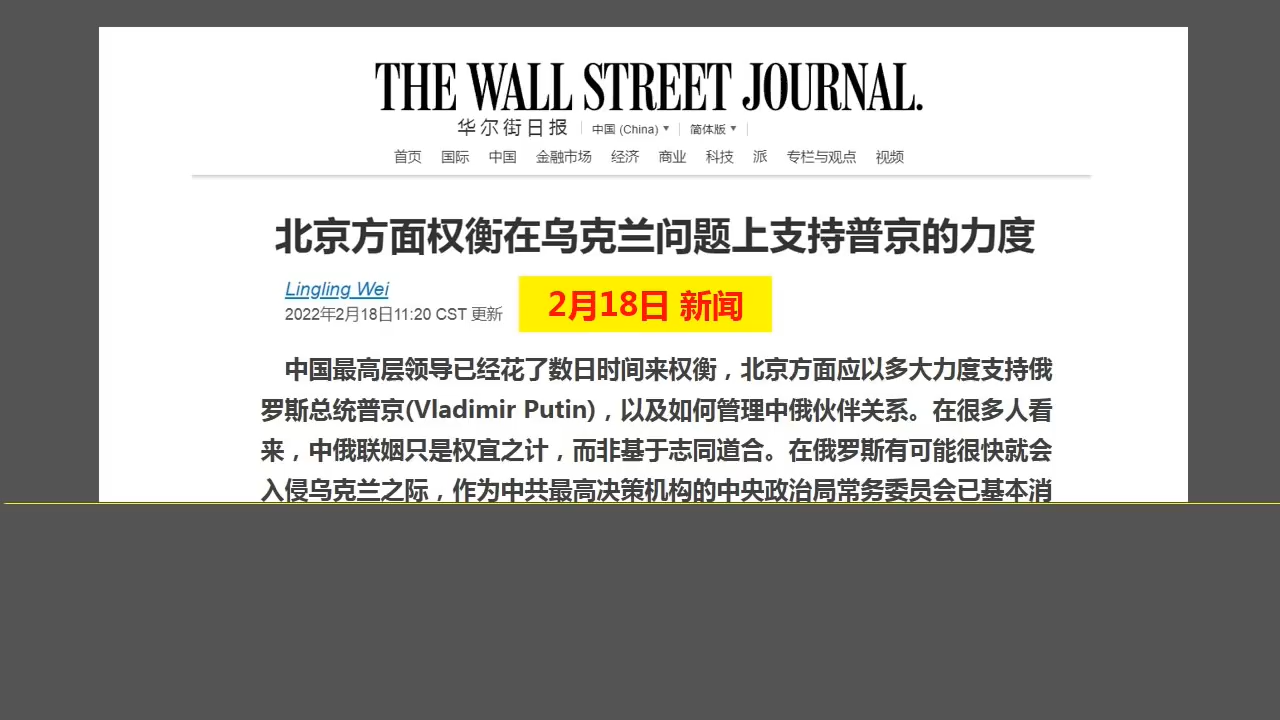 THE WALL STREET JOURNAL.
华尔街日报 中国 (China) 简体版
首页 国际 中国 金融市场 经济 商业 科技 派 专栏与观点 视频
北京方面权衡在乌克兰问题上支持普京的力度
Lingling Wei
2022年2月18日11:20 CST 更新
2月18日 新闻
中国最高层领导已经花了数日时间来权衡，北京方面应以多大力度支持俄
罗斯总统普京(Vladimir Putin)，以及如何管理中俄伙伴关系。在很多人看
来，中俄联姻只是权宜之计，而非基于志同道合。在俄罗斯有可能很快就会
入侵乌克兰之际，作为中共最高决策机构的中央政治局常务委员会已基本消